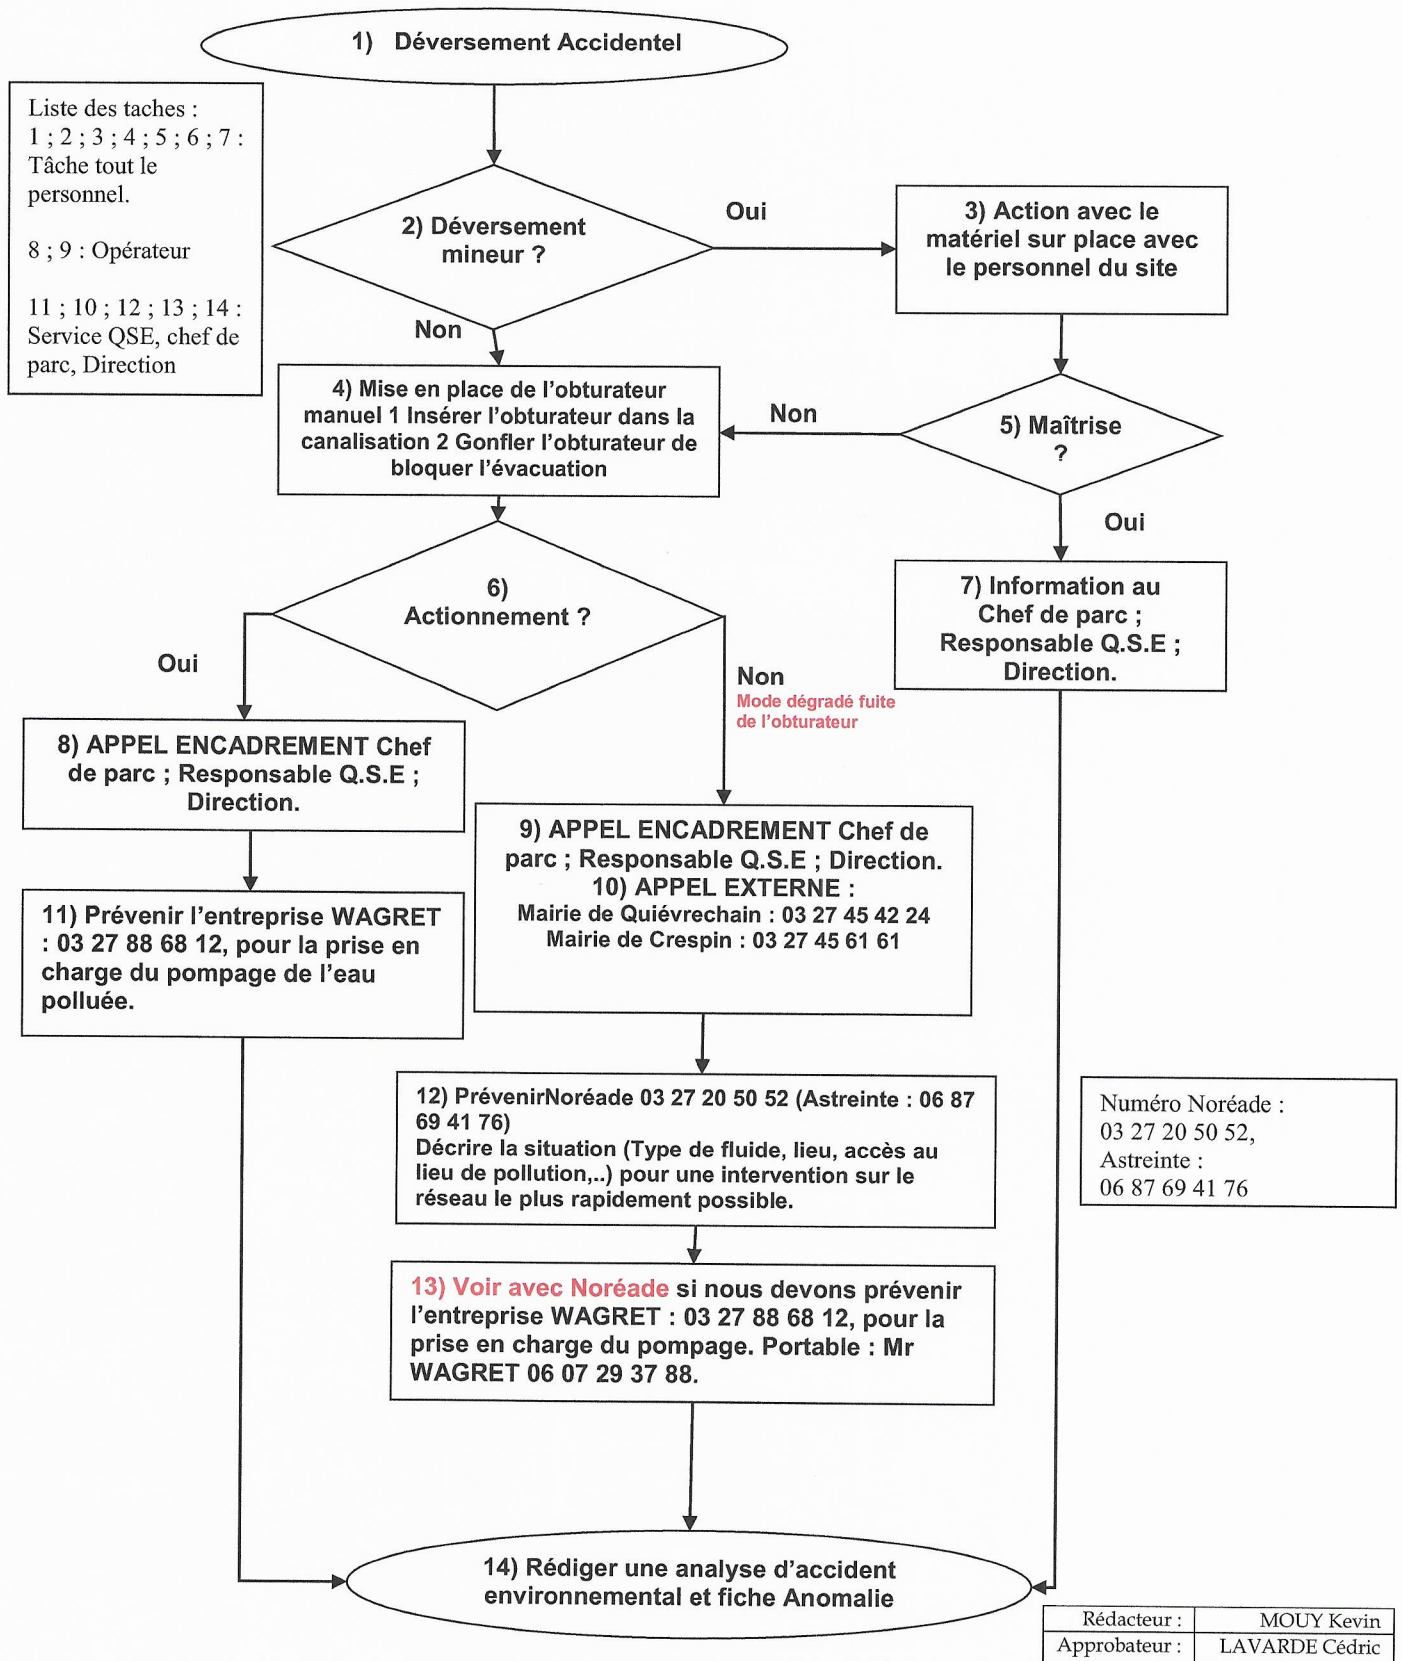 1) Déversement Accidentel
Liste des taches :
1 ; 2 ; 3 ; 4 ; 5 ; 6 ; 7 :
Tâche tout le
personnel.
8 ; 9 : Opérateur
11 ; 10 ; 12 ; 13 ; 14 :
Service QSE, chef de
parc, Direction
2) Déversement
mineur ?
Oui
3) Action avec le
matériel sur place avec
le personnel du site
Non
4) Mise en place de l'obturateur
manuel 1 Insérer l'obturateur dans la
canalisation 2 Gonfler l'obturateur de
bloquer l'évacuation
Non
5) Maîtrise
?
Oui
6)
Actionnement ?
7) Information au
Chef de parc ;
Responsable Q.S.E ;
Direction.
Oui
Non
Mode dégradé fuite
de l'obturateur
8) APPEL ENCADREMENT Chef
de parc ; Responsable Q.S.E ;
Direction.
9) APPEL ENCADREMENT Chef de
parc ; Responsable Q.S.E ; Direction.
10) APPEL EXTERNE :
Mairie de Quiévrechain : 03 27 45 42 24
Mairie de Crespin : 03 27 45 61 61
11) Prévenir l'entreprise WAGRET
: 03 27 88 68 12, pour la prise en
charge du pompage de l'eau
polluée.
12) PrévenirNoréade 03 27 20 50 52 (Astreinte : 06 87
69 41 76)
Décrire la situation (Type de fluide, lieu, accès au
lieu de pollution,..) pour une intervention sur le
réseau le plus rapidement possible.
Numéro Noréade :
03 27 20 50 52,
Astreinte :
06 87 69 41 76
13) Voir avec Noréade si nous devons prévenir
l'entreprise WAGRET : 03 27 88 68 12, pour la
prise en charge du pompage. Portable : Mr
WAGRET 06 07 29 37 88.
14) Rédiger une analyse d'accident
environnemental et fiche Anomalie
Rédacteur : MOUY Kevin
Approbateur : LAVARDE Cédric